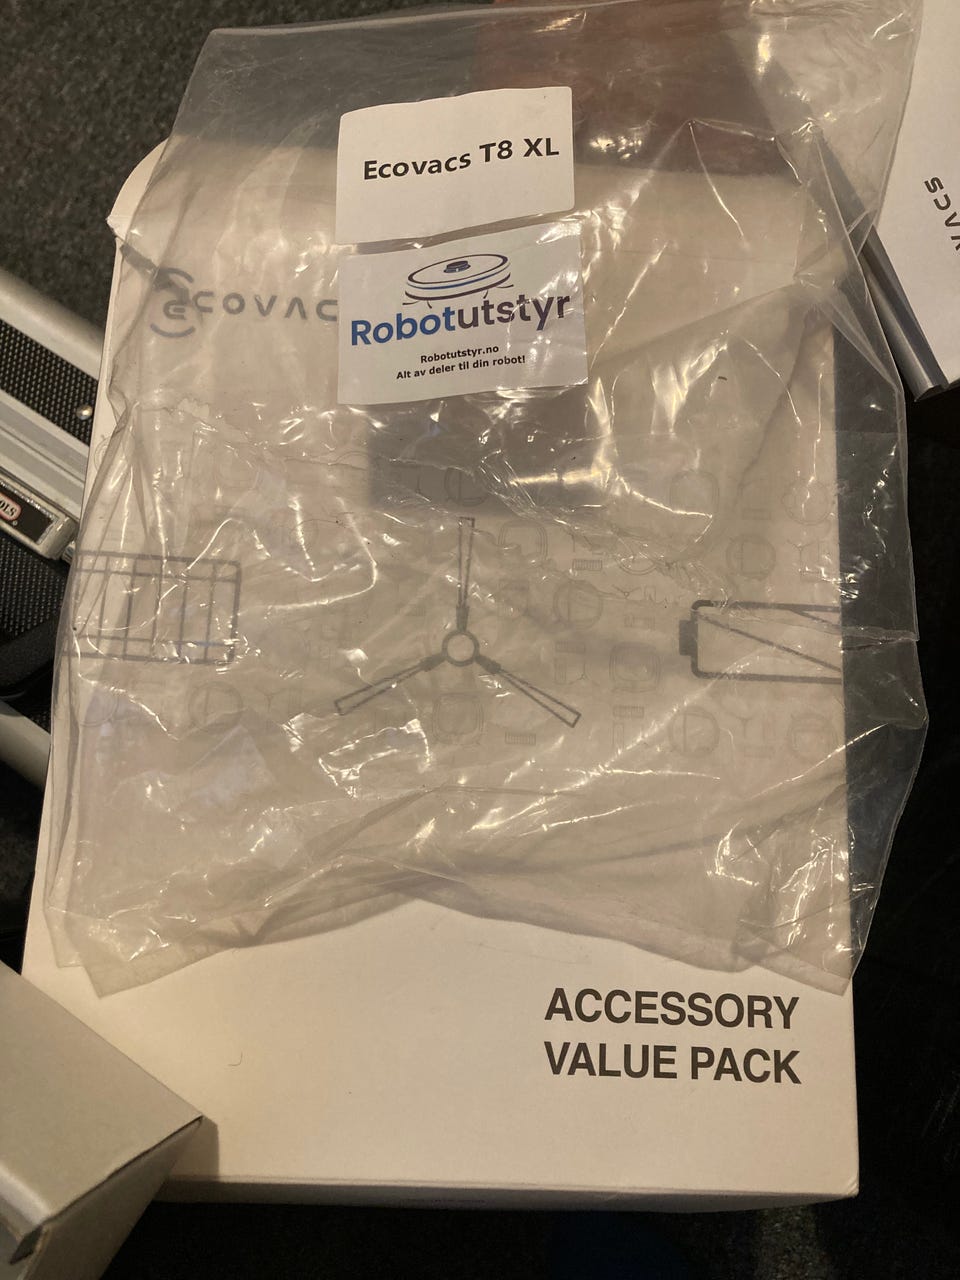 Ecovacs T8 XL
ECOVAC
Robotutstyr
Robotutstyr.no
Alt av deler til din robot!
ACCESSORY
VALUE PACK